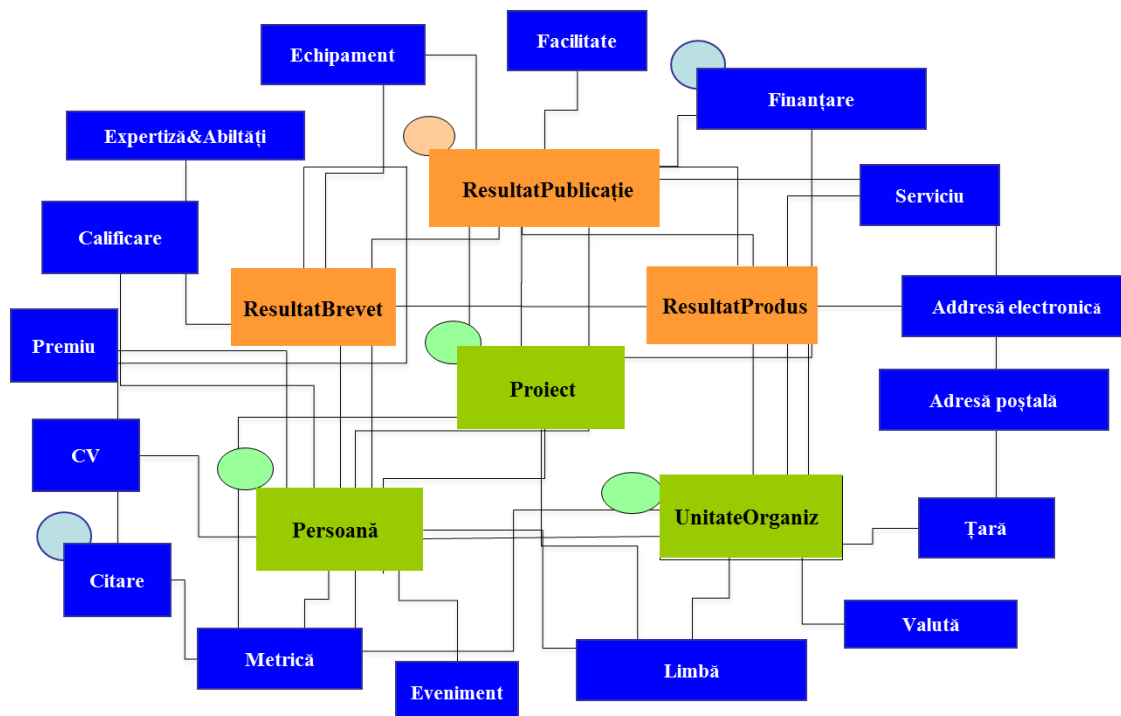 Echipament
Facilitate
Finanțare
Expertiză&Abiltăți
ResultatPublicație
Serviciu
Calificare
ResultatBrevet
ResultatProdus
Addresă electronică
Premiu
Proiect
Adresă poștală
CV
Persoană
UnitateOrganiz
Țară
Citare
Valută
Metrică
Limbă
Eveniment